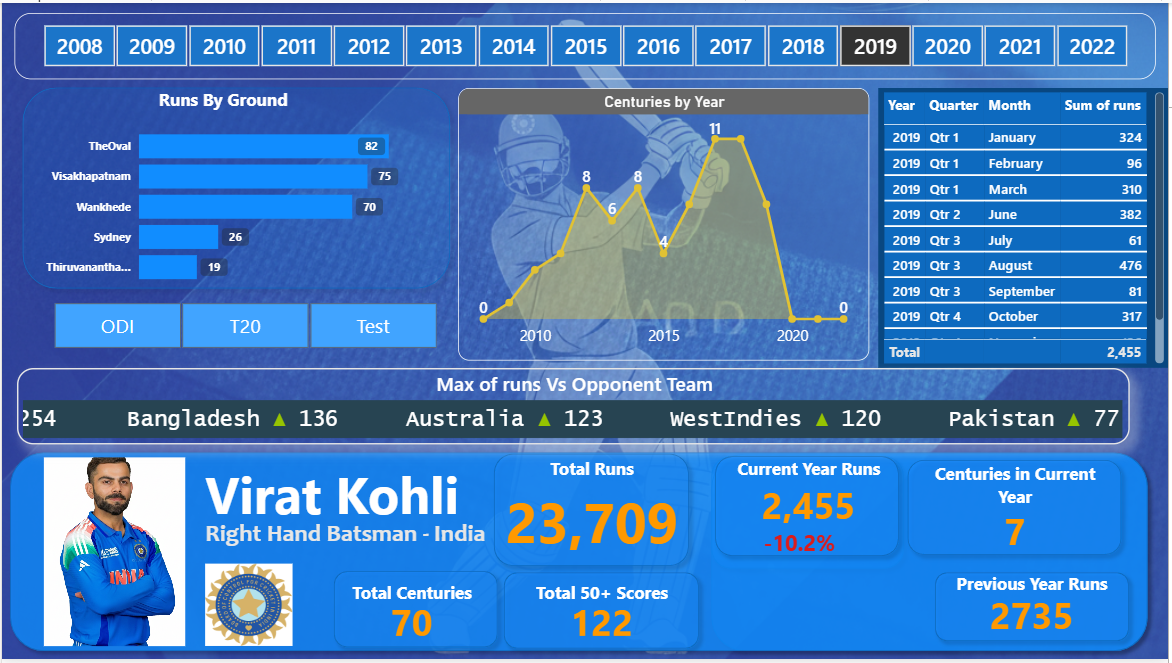 2008 2009 2010 2011 2012 2013 2014 2015 2016 2017 2018 2019 2020 2021 2022
Runs By Ground
TheOval 82
Visakhapatnam 75
Wankhede 70
Sydney 26
Thiruvanantha... 19
ODI T20 Test
Centuries by Year
11
8 8
6
4
0 0
2010 2015 2020
Year Quarter Month Sum of runs
2019 Qtr 1 January 324
2019 Qtr 1 February 96
2019 Qtr 1 March 310
2019 Qtr 2 June 382
2019 Qtr 3 July 61
2019 Qtr 3 August 476
2019 Qtr 3 September 81
2019 Qtr 4 October 317
Total 2,455
Max of runs Vs Opponent Team
254 Bangladesh ▲ 136 Australia ▲ 123 WestIndies ▲ 120 Pakistan ▲ 77
Virat Kohli
Right Hand Batsman - India
Total Runs
23,709
Current Year Runs
2,455
-10.2%
Centuries in Current
Year
7
Total Centuries
70
Total 50+ Scores
122
Previous Year Runs
2735
INDIA